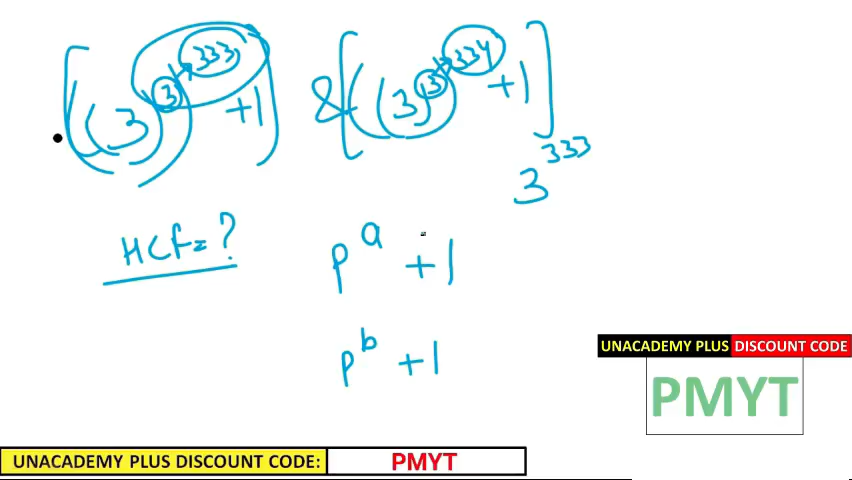 [((3)^3^333 +1)] & [((3)^3^334 +1)]
3^333
HCF = ?
p^a +1
p^b +1
UNACADEMY PLUS DISCOUNT CODE
PMYT
UNACADEMY PLUS DISCOUNT CODE: PMYT